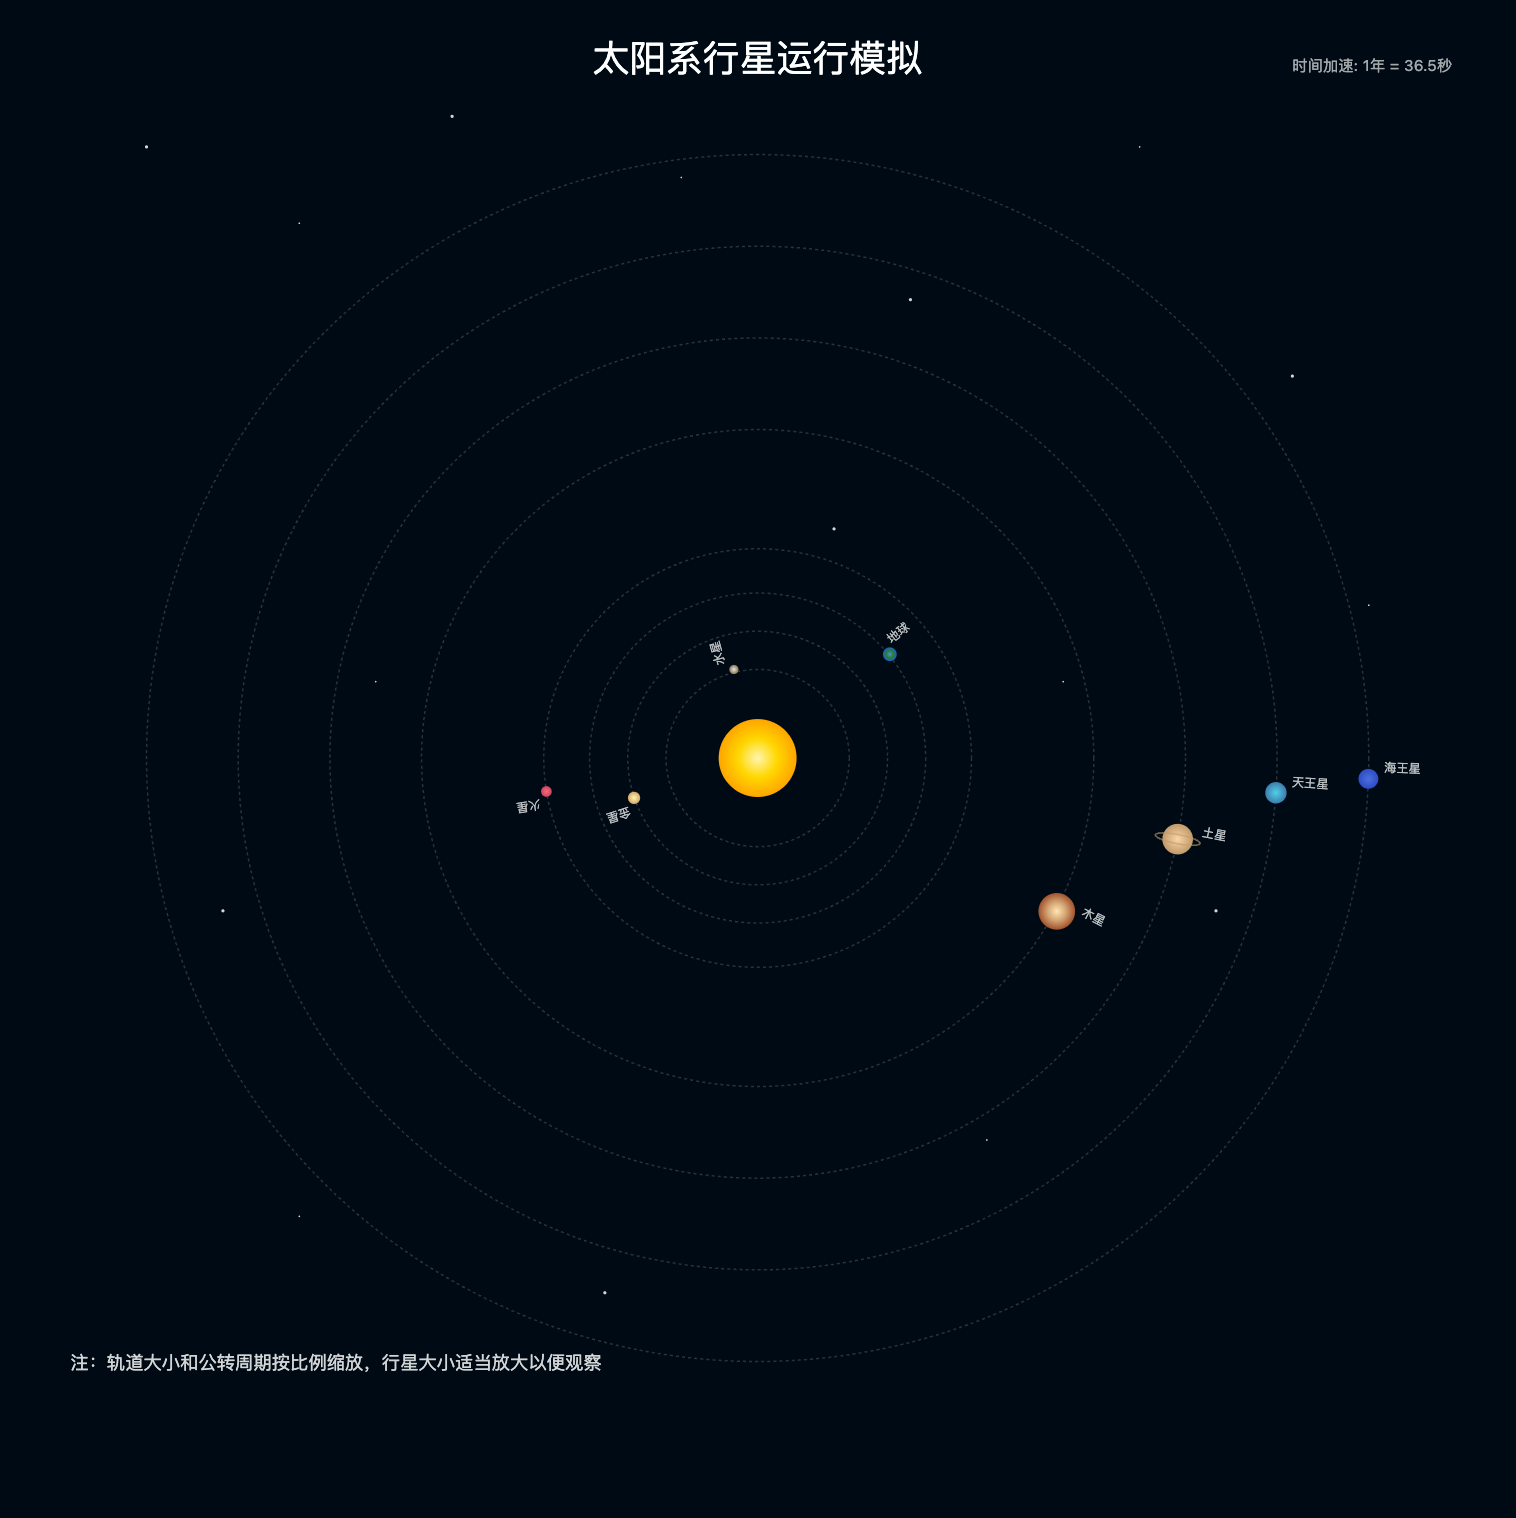 太阳系行星运行模拟
时间加速: 1年 = 36.5秒
地球
水星
火星
金星
海王星
天王星
土星
木星
注：轨道大小和公转周期按比例缩放，行星大小适当放大以便观察